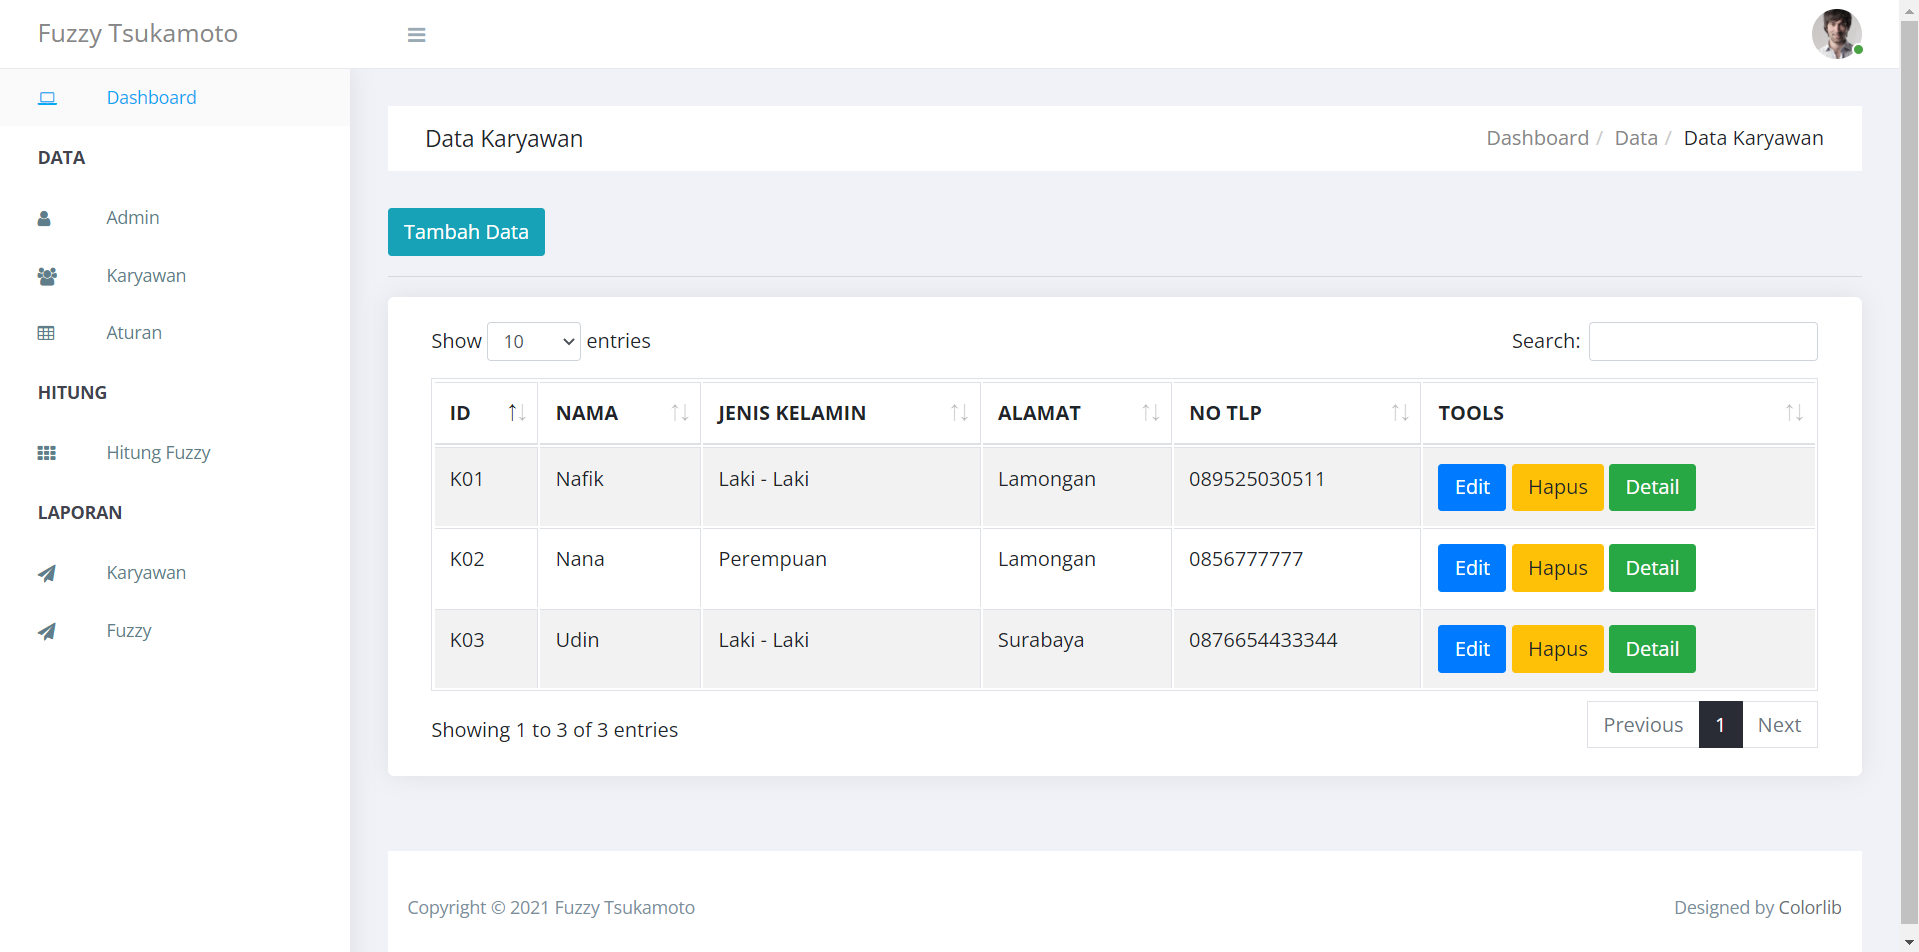 Fuzzy Tsukamoto
Dashboard
DATA
Admin
Karyawan
Aturan
HITUNG
Hitung Fuzzy
LAPORAN
Karyawan
Fuzzy
Data Karyawan
Dashboard / Data / Data Karyawan
Tambah Data
Show 10 entries
Search:
ID NAMA JENIS KELAMIN ALAMAT NO TLP TOOLS
K01 Nafik Laki - Laki Lamongan 089525030511 Edit Hapus Detail
K02 Nana Perempuan Lamongan 0856777777 Edit Hapus Detail
K03 Udin Laki - Laki Surabaya 0876654433344 Edit Hapus Detail
Showing 1 to 3 of 3 entries
Previous 1 Next
Copyright © 2021 Fuzzy Tsukamoto
Designed by Colorlib